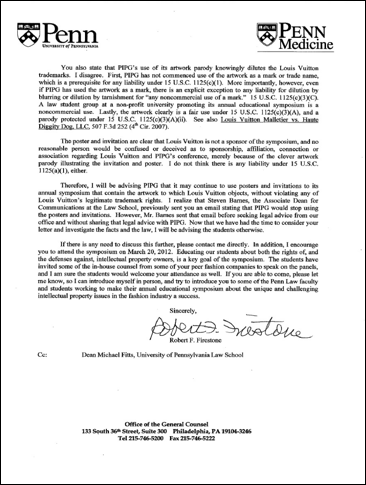 Penn
UNIVERSITY of PENNSYLVANIA
PENN
Medicine
You also state that PIPG's use of its artwork parody knowingly dilutes the Louis Vuitton
trademarks. I disagree. First, PIPG has not commenced use of the artwork as a mark or trade name,
which is a prerequisite for any liability under 15 U.S.C. 1125(c)(1). More importantly, however, even
if PIPG has used the artwork as a mark, there is an explicit exception to any liability for dilution by
blurring or dilution by tarnishment for "any noncommercial use of a mark." 15 U.S.C. 1125(c)(3)(C).
A law student group at a non-profit university promoting its annual educational symposium is a
noncommercial use. Lastly, the artwork clearly is a fair use under 15 U.S.C. 1125(c)(3)(A), and a
parody protected under 15 U.S.C. 1125(c)(3)(A)(ii). See also Louis Vuitton Malletier vs. Haute
Diggity Dog, LLC, 507 F.3d 252 (4th Cir. 2007).
The poster and invitation are clear that Louis Vuitton is not a sponsor of the symposium, and no
reasonable person would be confused or deceived as to sponsorship, affiliation, connection or
association regarding Louis Vuitton and PIPG's conference, merely because of the clever artwork
parody illustrating the invitation and poster. I do not think there is any liability under 15 U.S.C.
1125(a)(1), either.
Therefore, I will be advising PIPG that it may continue to use posters and invitations to its
annual symposium that contain the artwork to which Louis Vuitton objects, without violating any of
Louis Vuitton's legitimate trademark rights. I realize that Steven Barnes, the Associate Dean for
Communications at the Law School, previously sent you an email stating that PIPG would stop using
the posters and invitations. However, Mr. Barnes sent that email before seeking legal advice from our
office and without sharing that legal advice with PIPG. Now that we have had the time to consider your
letter and investigate the facts and the law, I will be advising the students otherwise.
If there is any need to discuss this further, please contact me directly. In addition, I encourage
you to attend the symposium on March 20, 2012. Educating our students about both the rights of, and
the defenses against, intellectual property owners, is a key goal of the symposium. The students have
invited some of the in-house counsel from some of your peer fashion companies to speak on the panels,
and I am sure the students would welcome your attendance as well. If you are able to come, please let
me know, so I can introduce myself in person, and try to introduce you to some of the Penn Law faculty
and students working to make their annual educational symposium about the unique and challenging
intellectual property issues in the fashion industry a success.
Sincerely,
Robert F. Firestone
Robert F. Firestone
Cc: Dean Michael Fitts, University of Pennsylvania Law School
Office of the General Counsel
133 South 36th Street, Suite 300 Philadelphia, PA 19104-3246
Tel 215-746-5200 Fax 215-746-5222